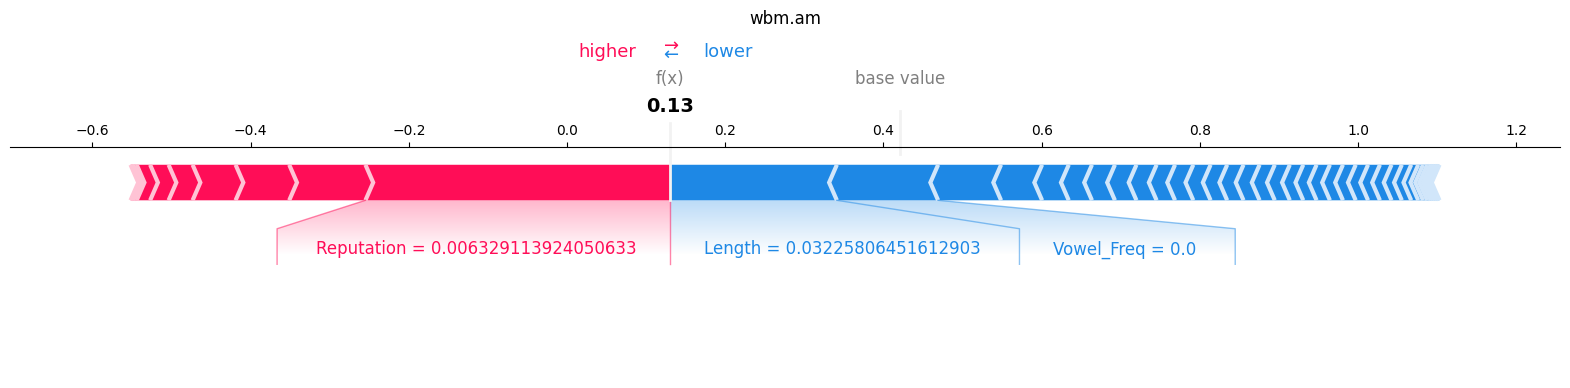 wbm.am
higher ⇄ lower
f(x) base value
0.13
−0.6 −0.4 −0.2 0.0 0.2 0.4 0.6 0.8 1.0 1.2
Reputation = 0.006329113924050633 Length = 0.03225806451612903 Vowel_Freq = 0.0